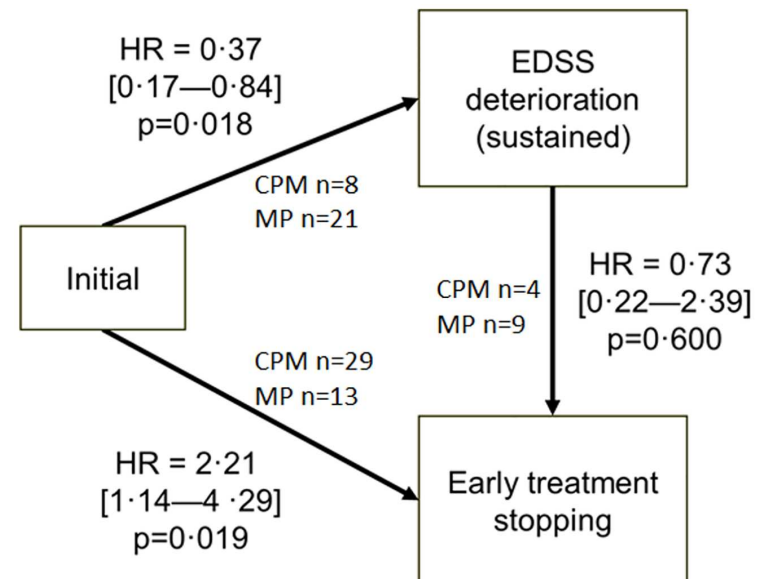 HR = 0·37
[0·17—0·84]
p=0·018
EDSS
deterioration
(sustained)
CPM n=8
MP n=21
Initial
HR = 0·73
[0·22—2·39]
p=0·600
CPM n=4
MP n=9
CPM n=29
MP n=13
HR = 2·21
[1·14—4 ·29]
p=0·019
Early treatment
stopping